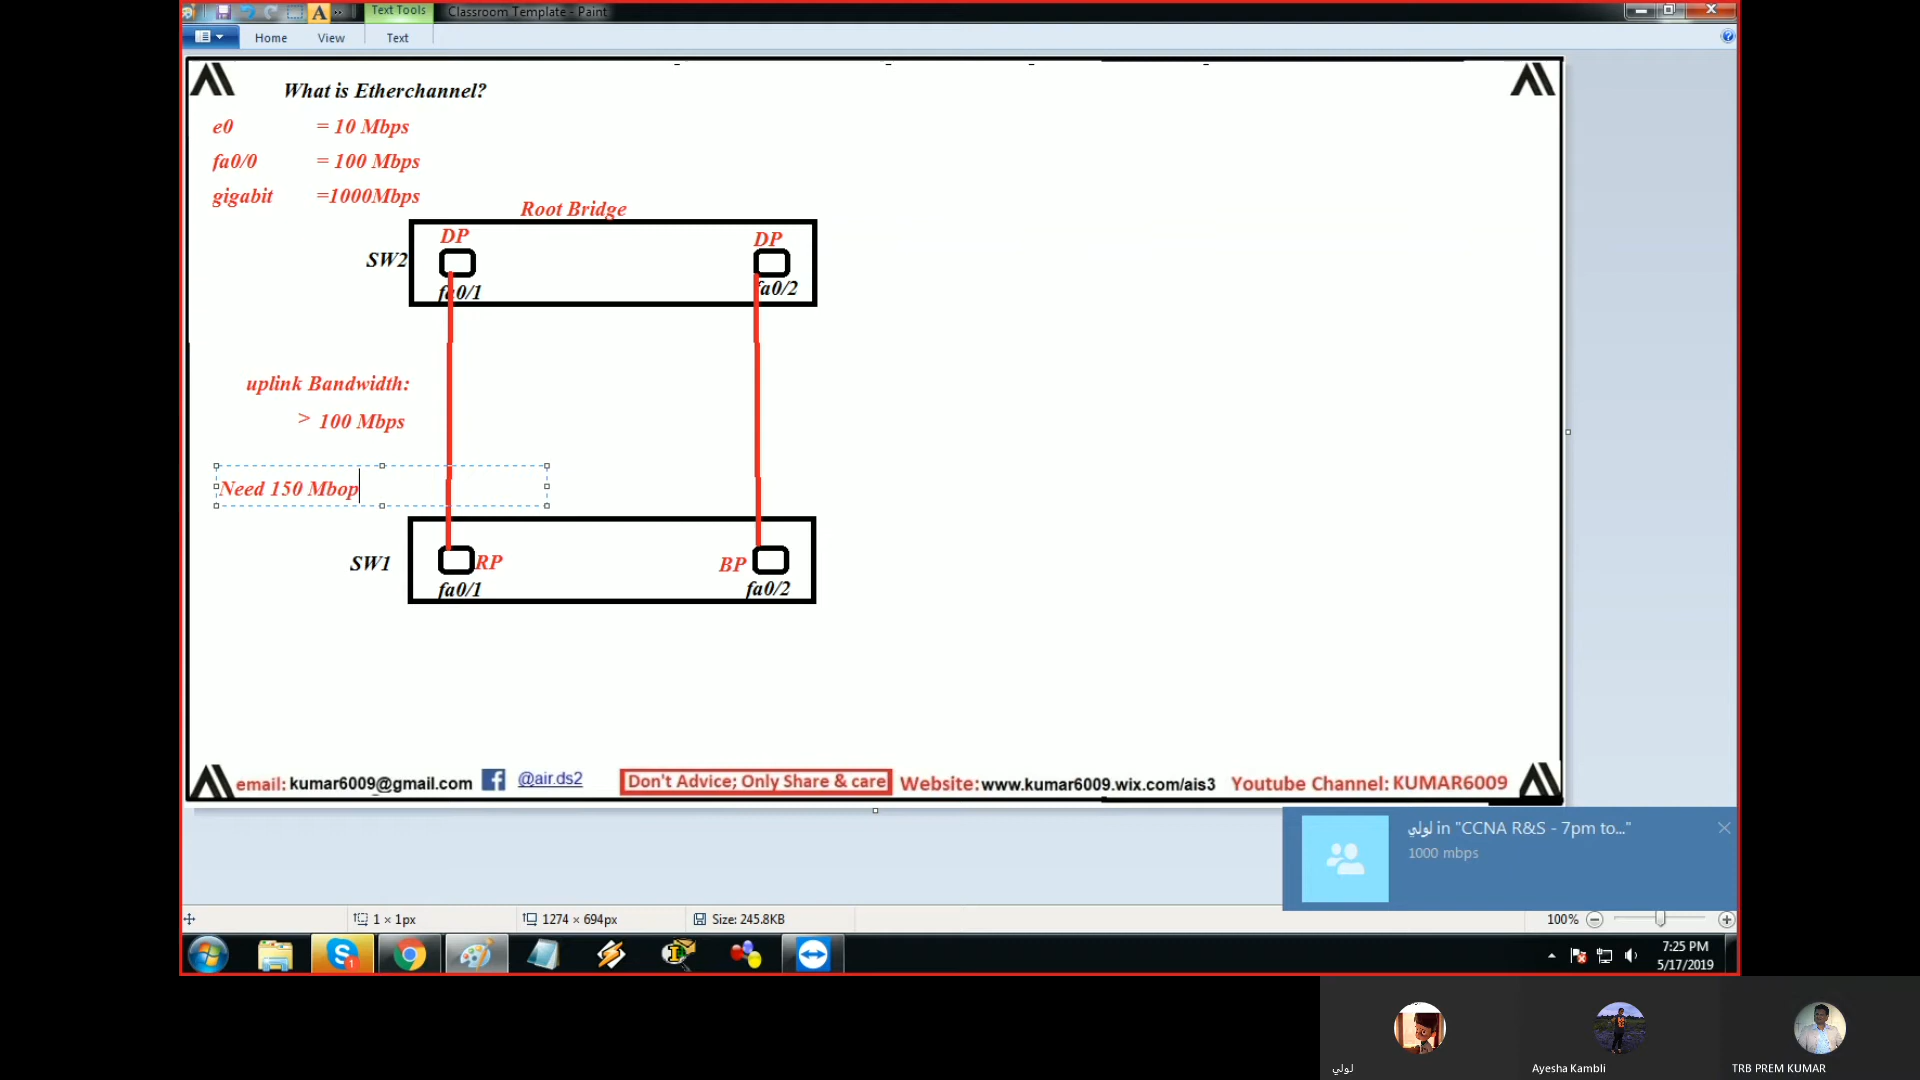 Text Tools
Classroom Template - Paint
Home
View
Text
What is Etherchannel?
e0 = 10 Mbps
fa0/0 = 100 Mbps
gigabit =1000Mbps
Root Bridge
DP
DP
SW2
fa0/1
fa0/2
uplink Bandwidth:
> 100 Mbps
Need 150 Mbop
SW1
RP
BP
fa0/1
fa0/2
email: kumar6009@gmail.com
@air.ds2
Don't Advice; Only Share & care
Website: www.kumar6009.wix.com/ais3
Youtube Channel: KUMAR6009
لولي in "CCNA R&S - 7pm to..."
1000 mbps
1 × 1px
1274 × 694px
Size: 245.8KB
100%
7:25 PM
5/17/2019
لولي
Ayesha Kambli
TRB PREM KUMAR